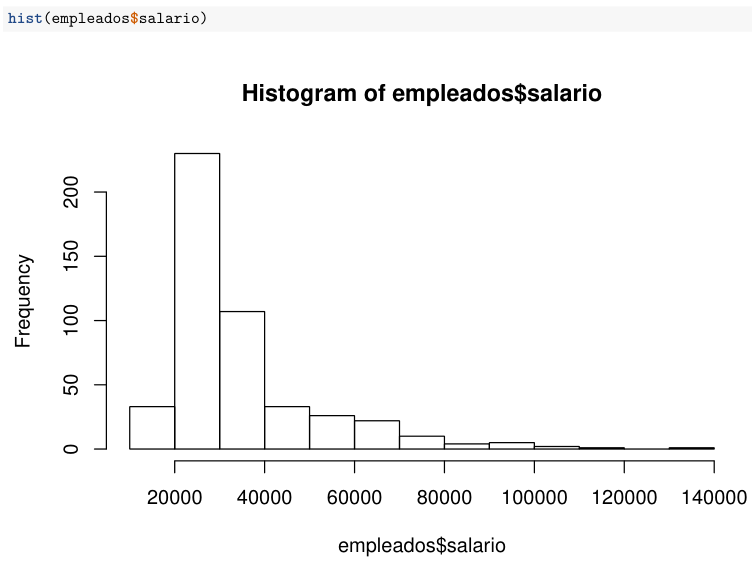 hist(empleados$salario)
Histogram of empleados$salario
Frequency
200
150
100
50
0
20000 40000 60000 80000 100000 120000 140000
empleados$salario